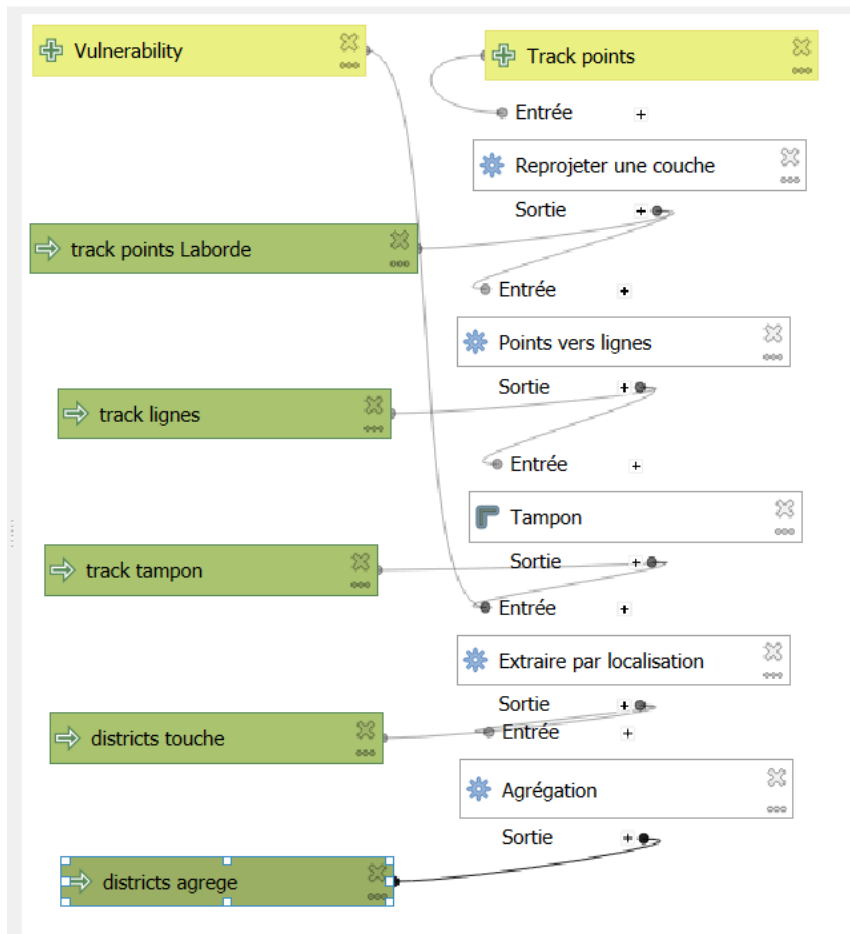 Vulnerability
Track points
Entrée
Reprojeter une couche
Sortie
track points Laborde
Entrée
Points vers lignes
Sortie
track lignes
Entrée
Tampon
Sortie
track tampon
Entrée
Extraire par localisation
Sortie
Entrée
districts touche
Agrégation
Sortie
districts agrege